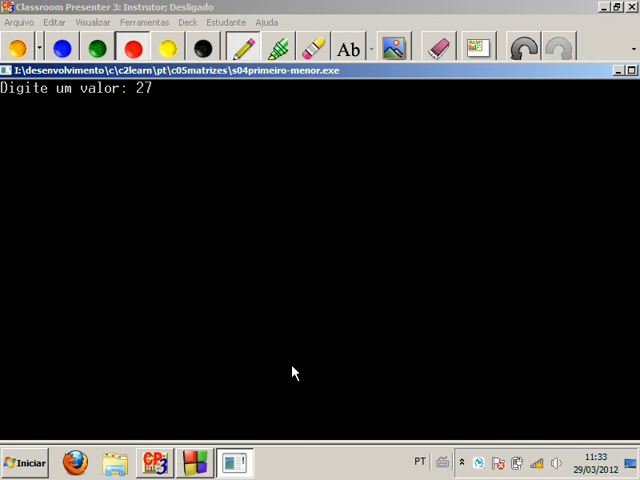 Classroom Presenter 3: Instrutor; Desligado
Arquivo Editar Visualizar Ferramentas Deck Estudante Ajuda
Ab
I:\desenvolvimento\c\c2learn\pt\c05matrizes\s04primeiro-menor.exe
Digite um valor: 27
Iniciar
PT
11:33
29/03/2012